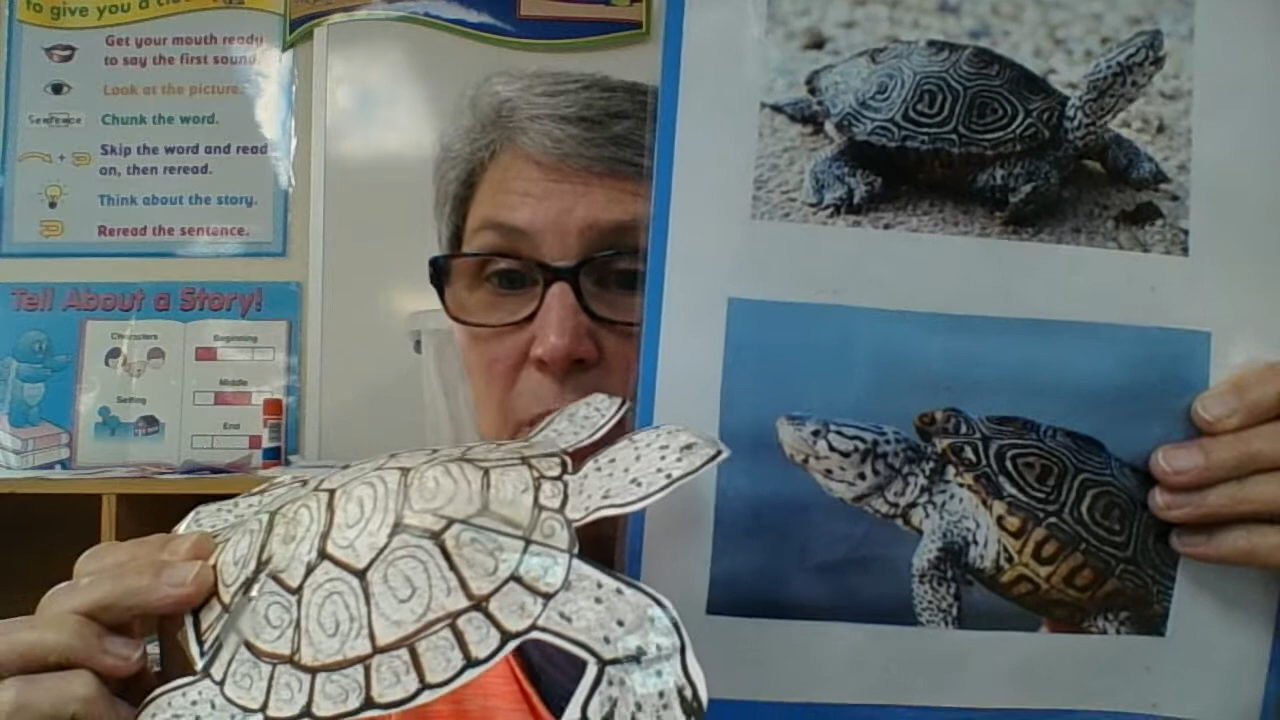 to give you a clue
Get your mouth ready
to say the first sound.
Look at the picture.
Sentence
Chunk the word.
+
Skip the word and read
on, then reread.
Think about the story.
Reread the sentence.
Tell About a Story!
Characters
Beginning
Setting
Middle
End